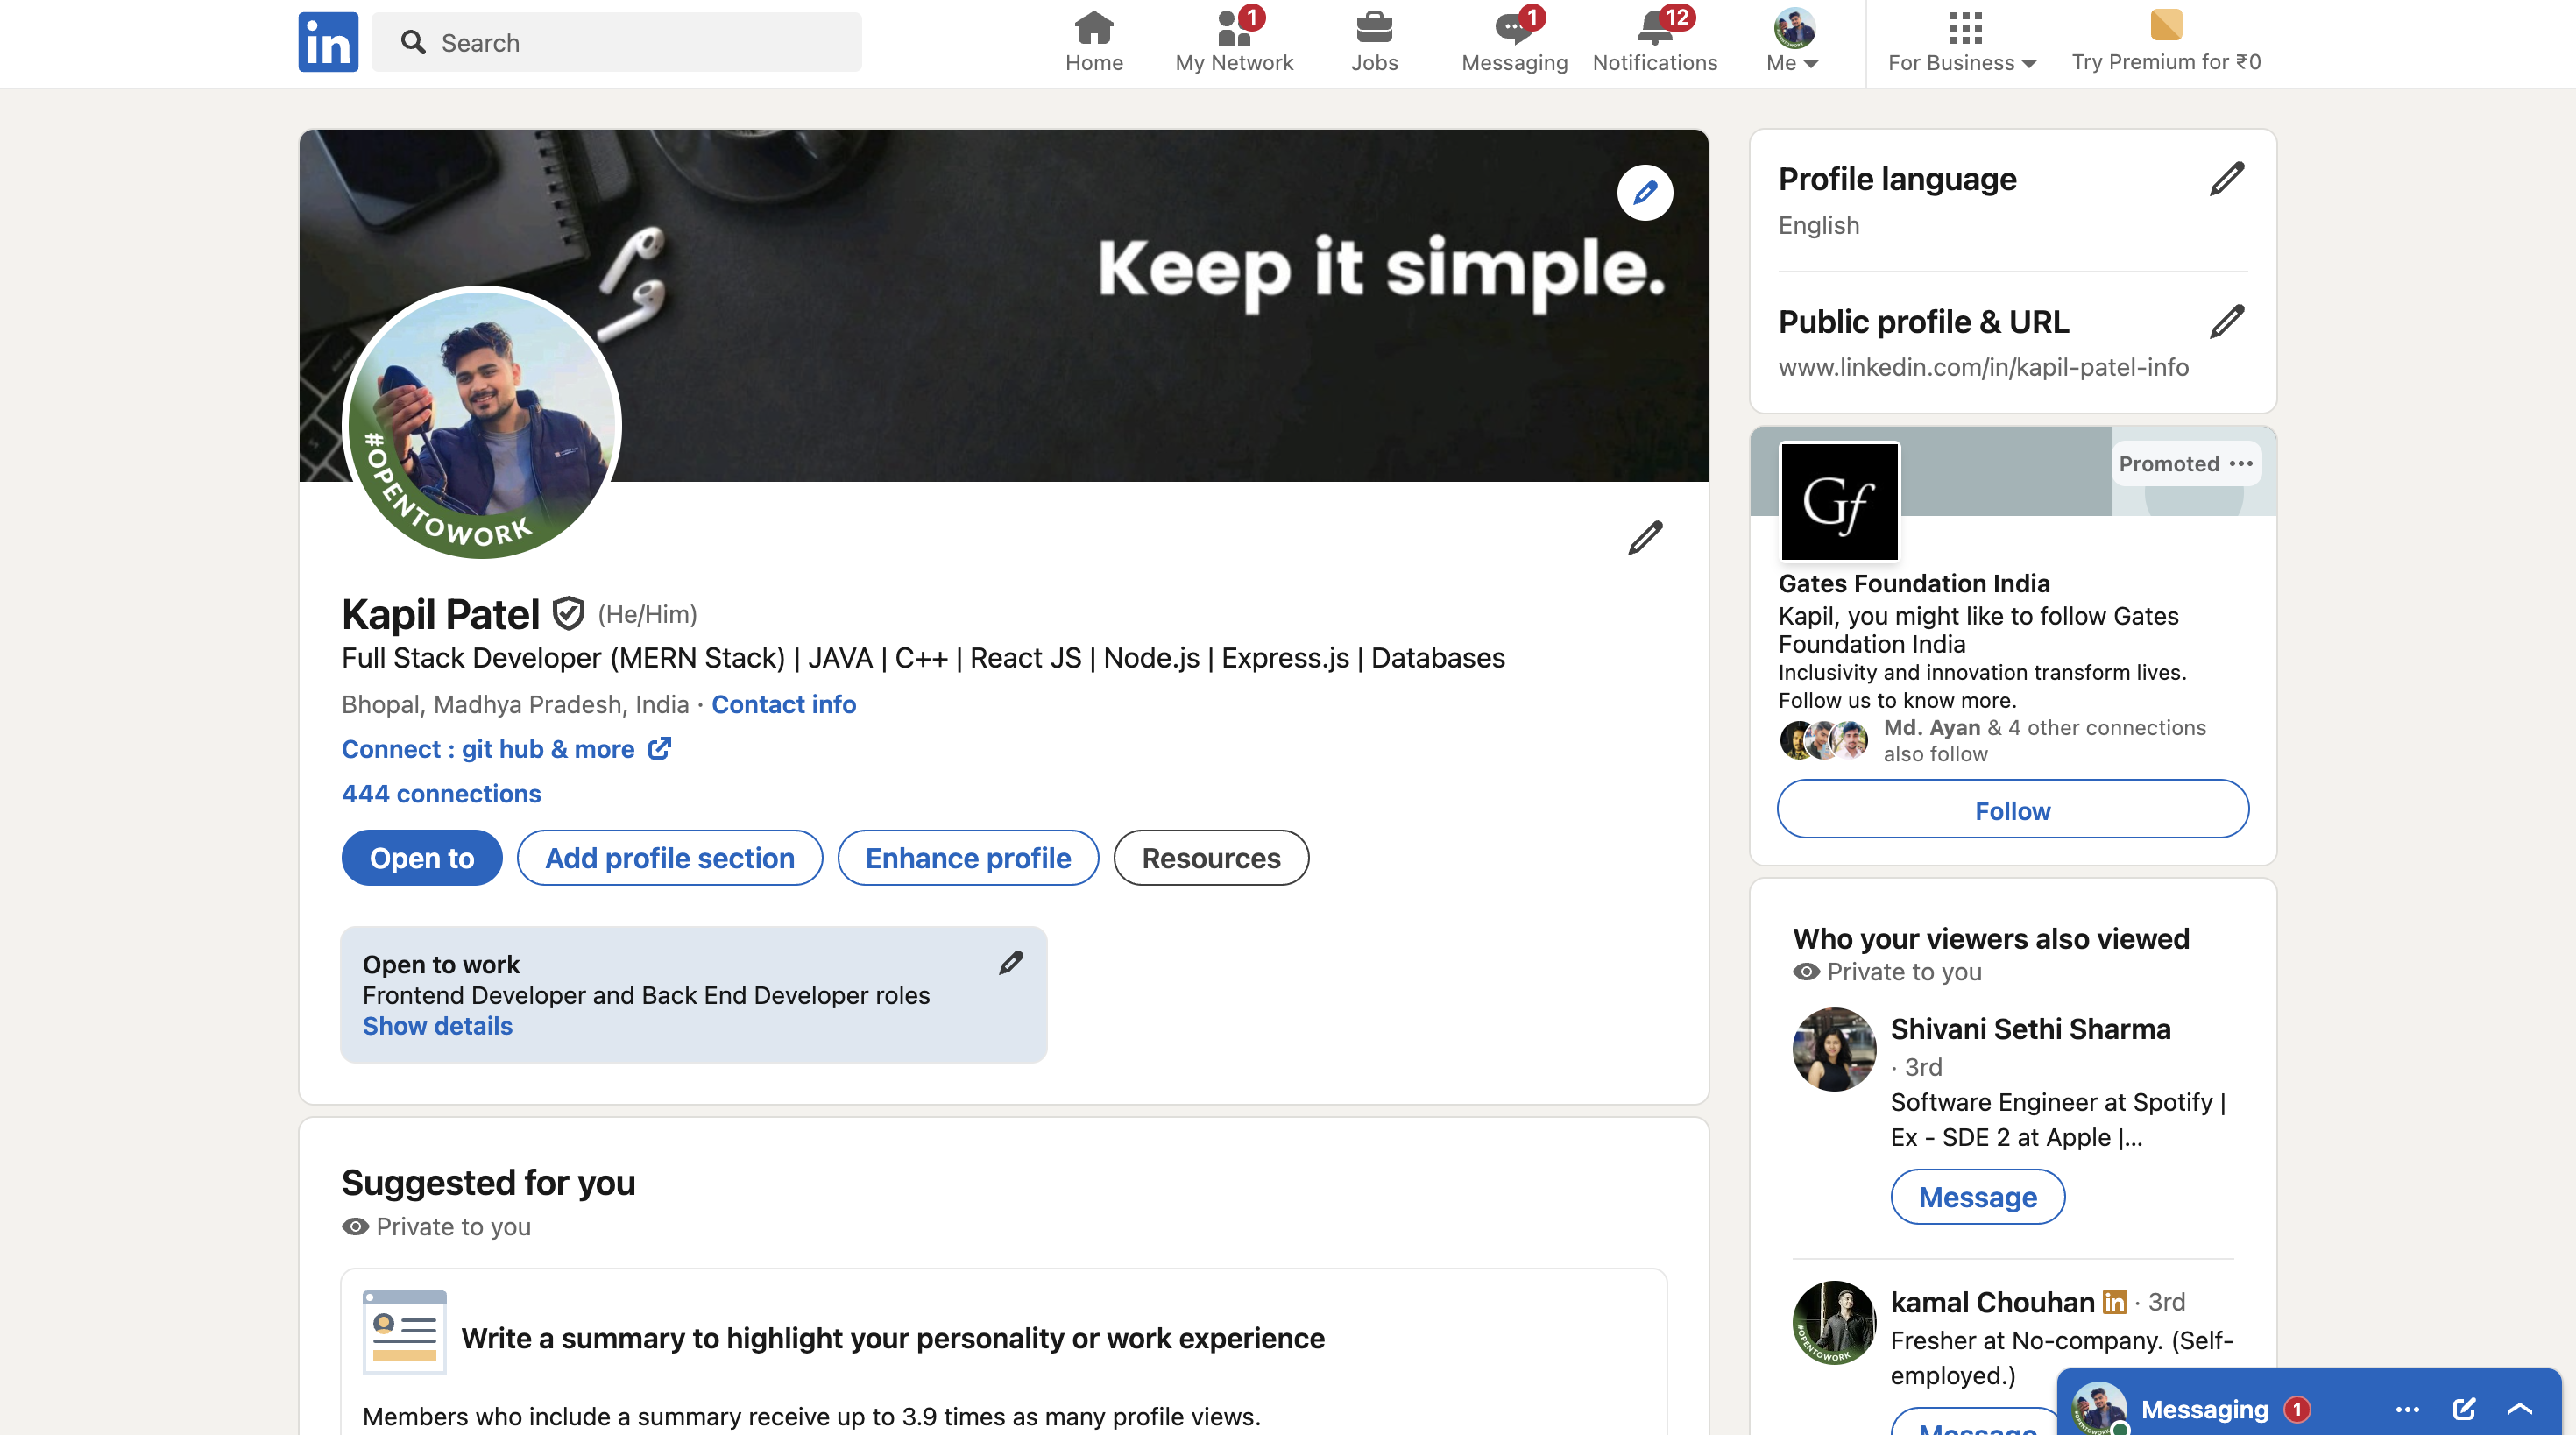 in
Search
Home
My Network
1
Jobs
Messaging
1
Notifications
12
Me
For Business
Try Premium for ₹0
Keep it simple.
#OPENTOWORK
Kapil Patel (He/Him)
Full Stack Developer (MERN Stack) | JAVA | C++ | React JS | Node.js | Express.js | Databases
Bhopal, Madhya Pradesh, India · Contact info
Connect : git hub & more
444 connections
Open to
Add profile section
Enhance profile
Resources
Open to work
Frontend Developer and Back End Developer roles
Show details
Suggested for you
Private to you
Write a summary to highlight your personality or work experience
Members who include a summary receive up to 3.9 times as many profile views.
Profile language
English
Public profile & URL
www.linkedin.com/in/kapil-patel-info
Promoted
Gf
Gates Foundation India
Kapil, you might like to follow Gates
Foundation India
Inclusivity and innovation transform lives.
Follow us to know more.
Md. Ayan & 4 other connections
also follow
Follow
Who your viewers also viewed
Private to you
Shivani Sethi Sharma
· 3rd
Software Engineer at Spotify |
Ex - SDE 2 at Apple |...
Message
kamal Chouhan in · 3rd
#OPENTOWORK
Fresher at No-company. (Self-
employed.)
Message
Messaging 1